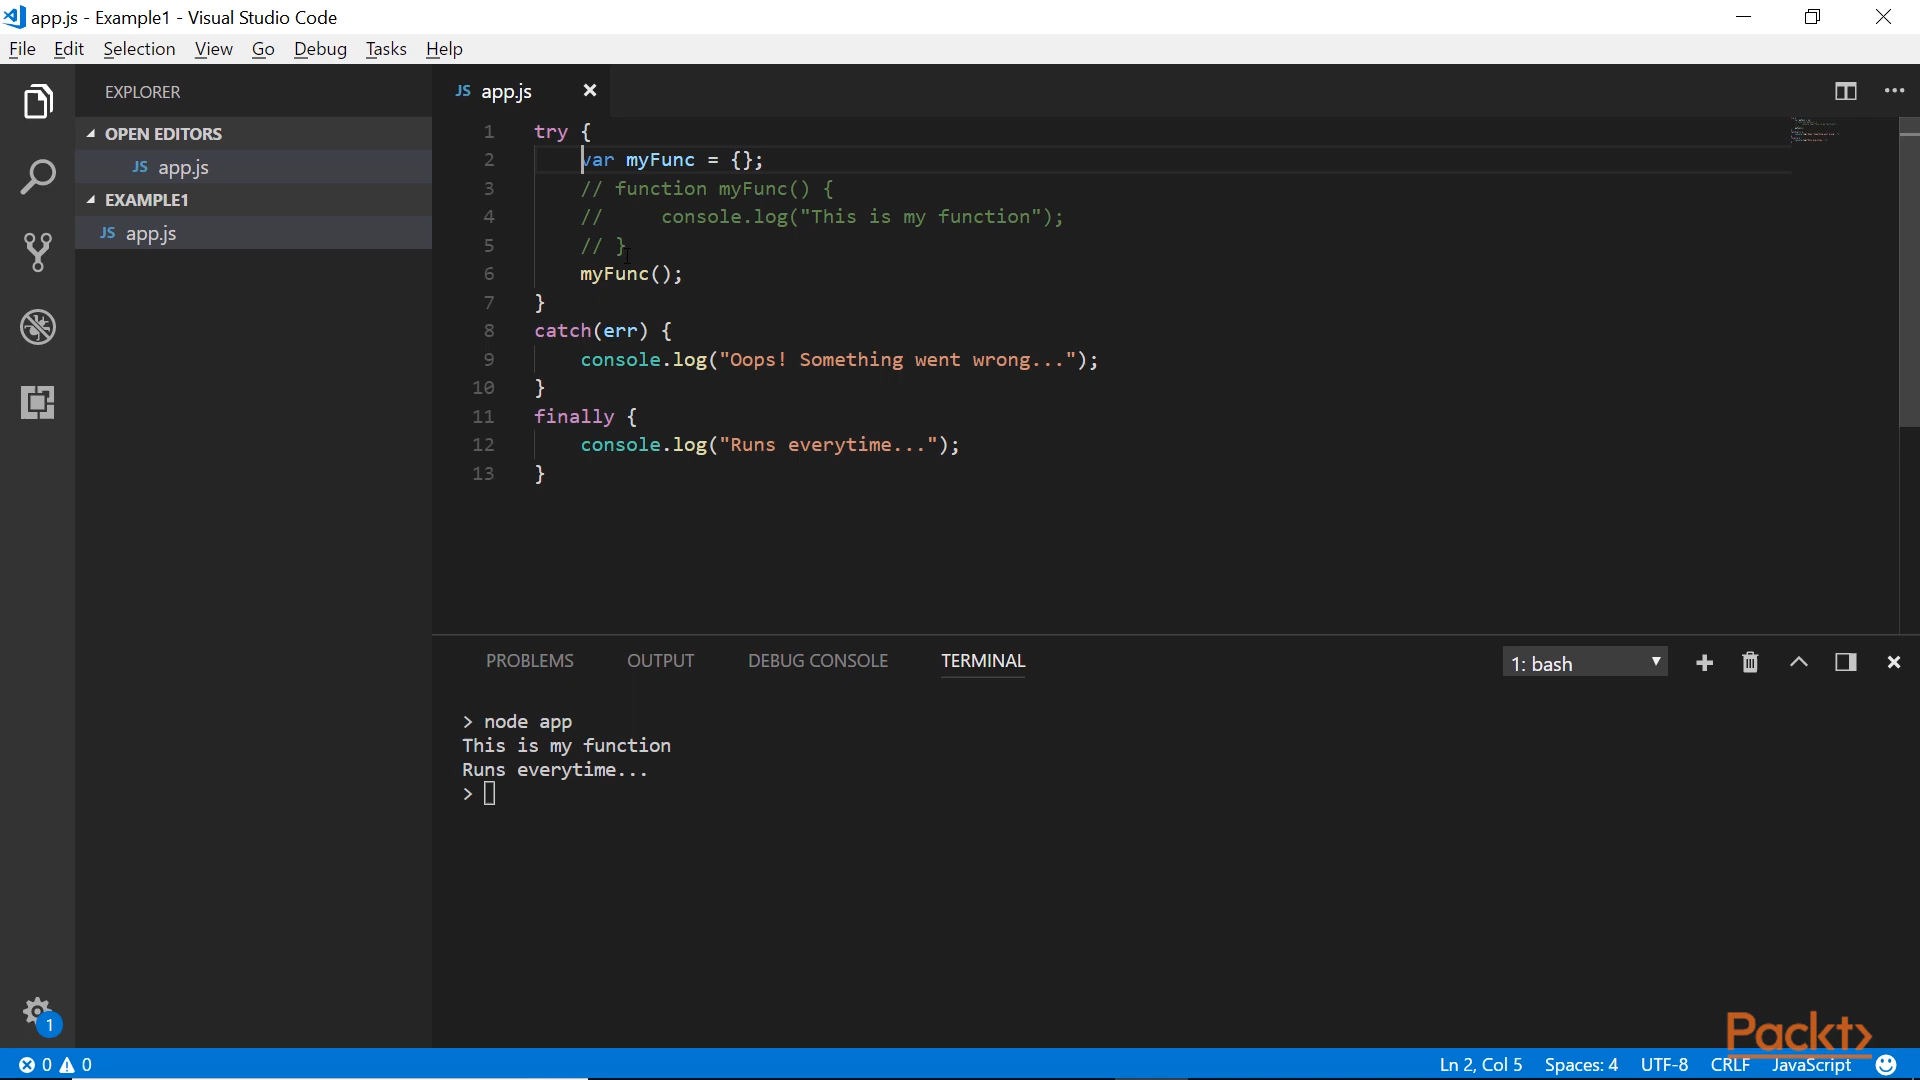 app.js - Example1 - Visual Studio Code
File Edit Selection View Go Debug Tasks Help
EXPLORER
OPEN EDITORS
JS app.js
EXAMPLE1
JS app.js
JS app.js
1 try {
2 var myFunc = {};
3 // function myFunc() {
4 // console.log("This is my function");
5 // }
6 myFunc();
7 }
8 catch(err) {
9 console.log("Oops! Something went wrong...");
10 }
11 finally {
12 console.log("Runs everytime...");
13 }
PROBLEMS OUTPUT DEBUG CONSOLE TERMINAL 1: bash
> node app
This is my function
Runs everytime...
>
1
Packt>
0 0 Ln 2, Col 5 Spaces: 4 UTF-8 CRLF JavaScript